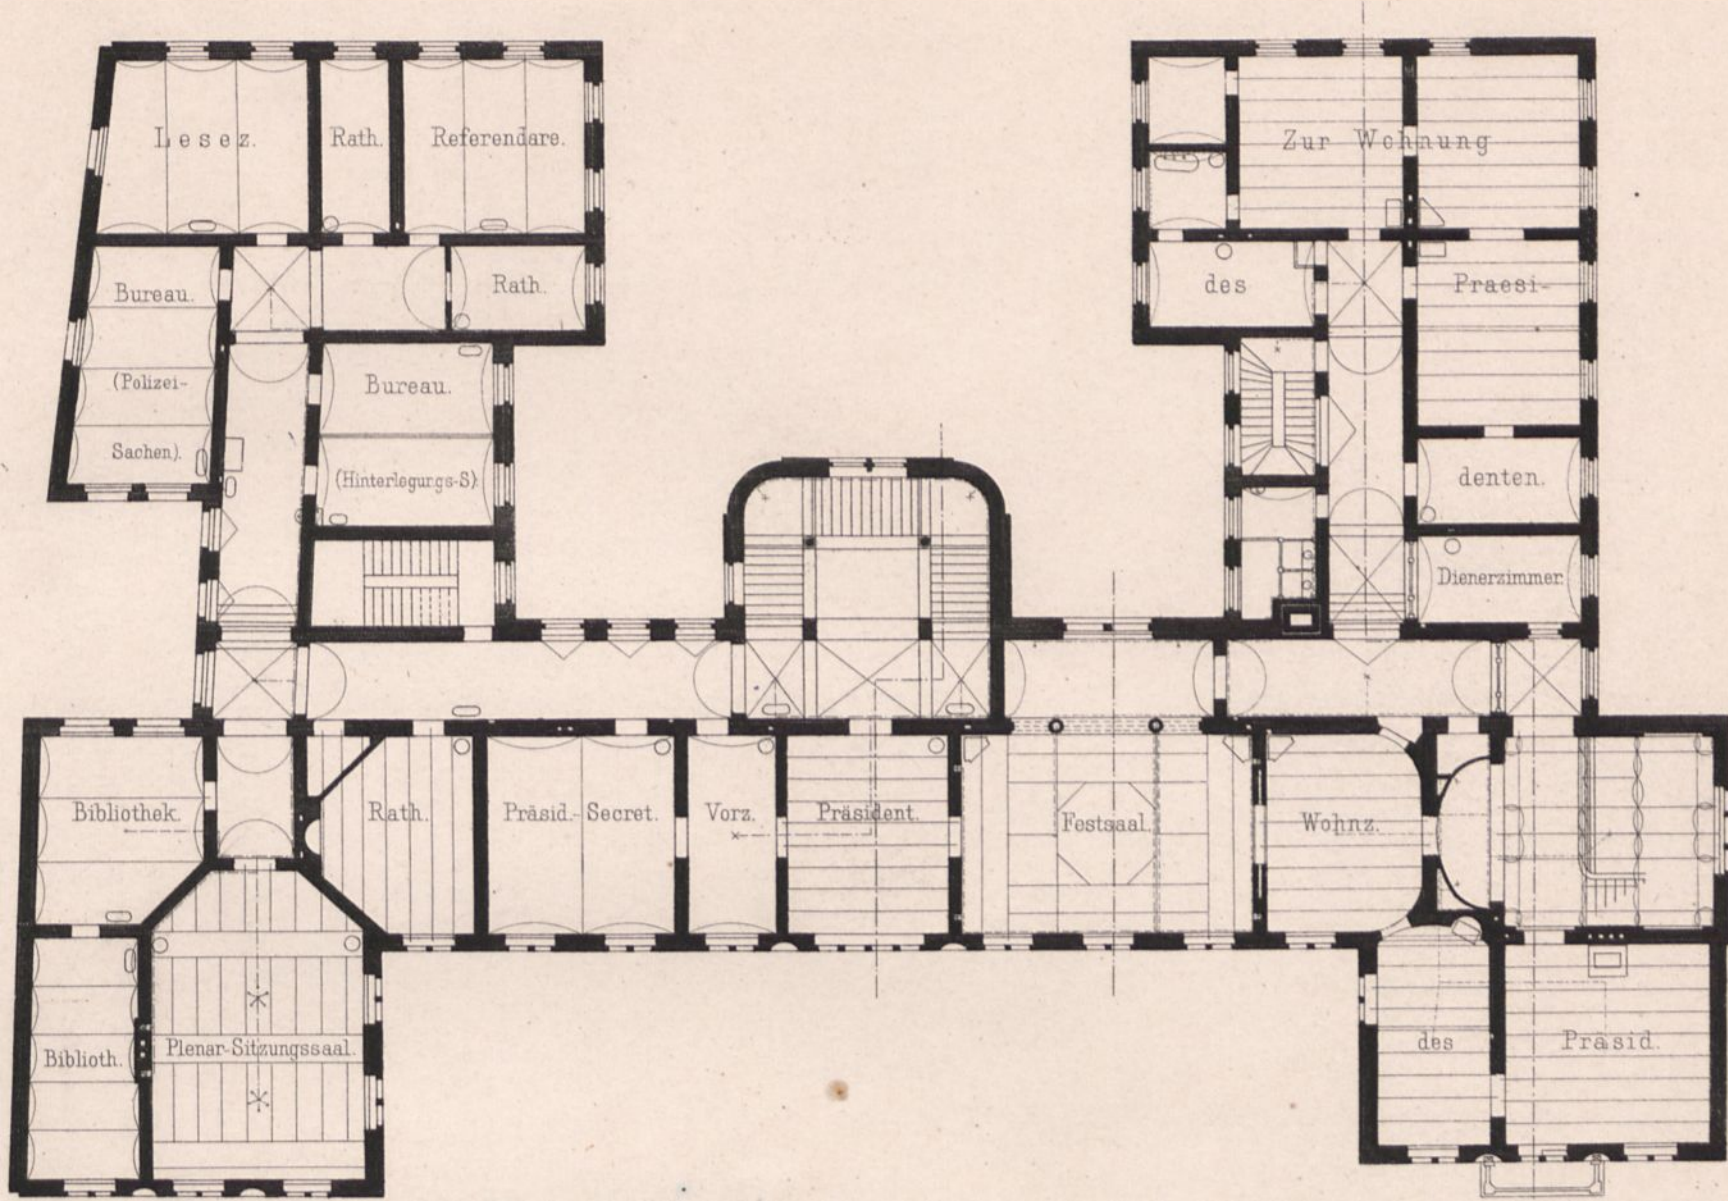 Lesez.
Rath.
Referendare.
Zur Wohnung
Bureau.
Rath.
des
Praesi-
(Polizei-
Bureau.
Sachen).
(Hinterlegungs-S).
denten.
Dienerzimmer.
Bibliothek.
Rath.
Präsid.-Secret.
Vorz.
Präsident.
Festsaal.
Wohnz.
Biblioth.
Plenar-Sitzungssaal.
des
Präsid.